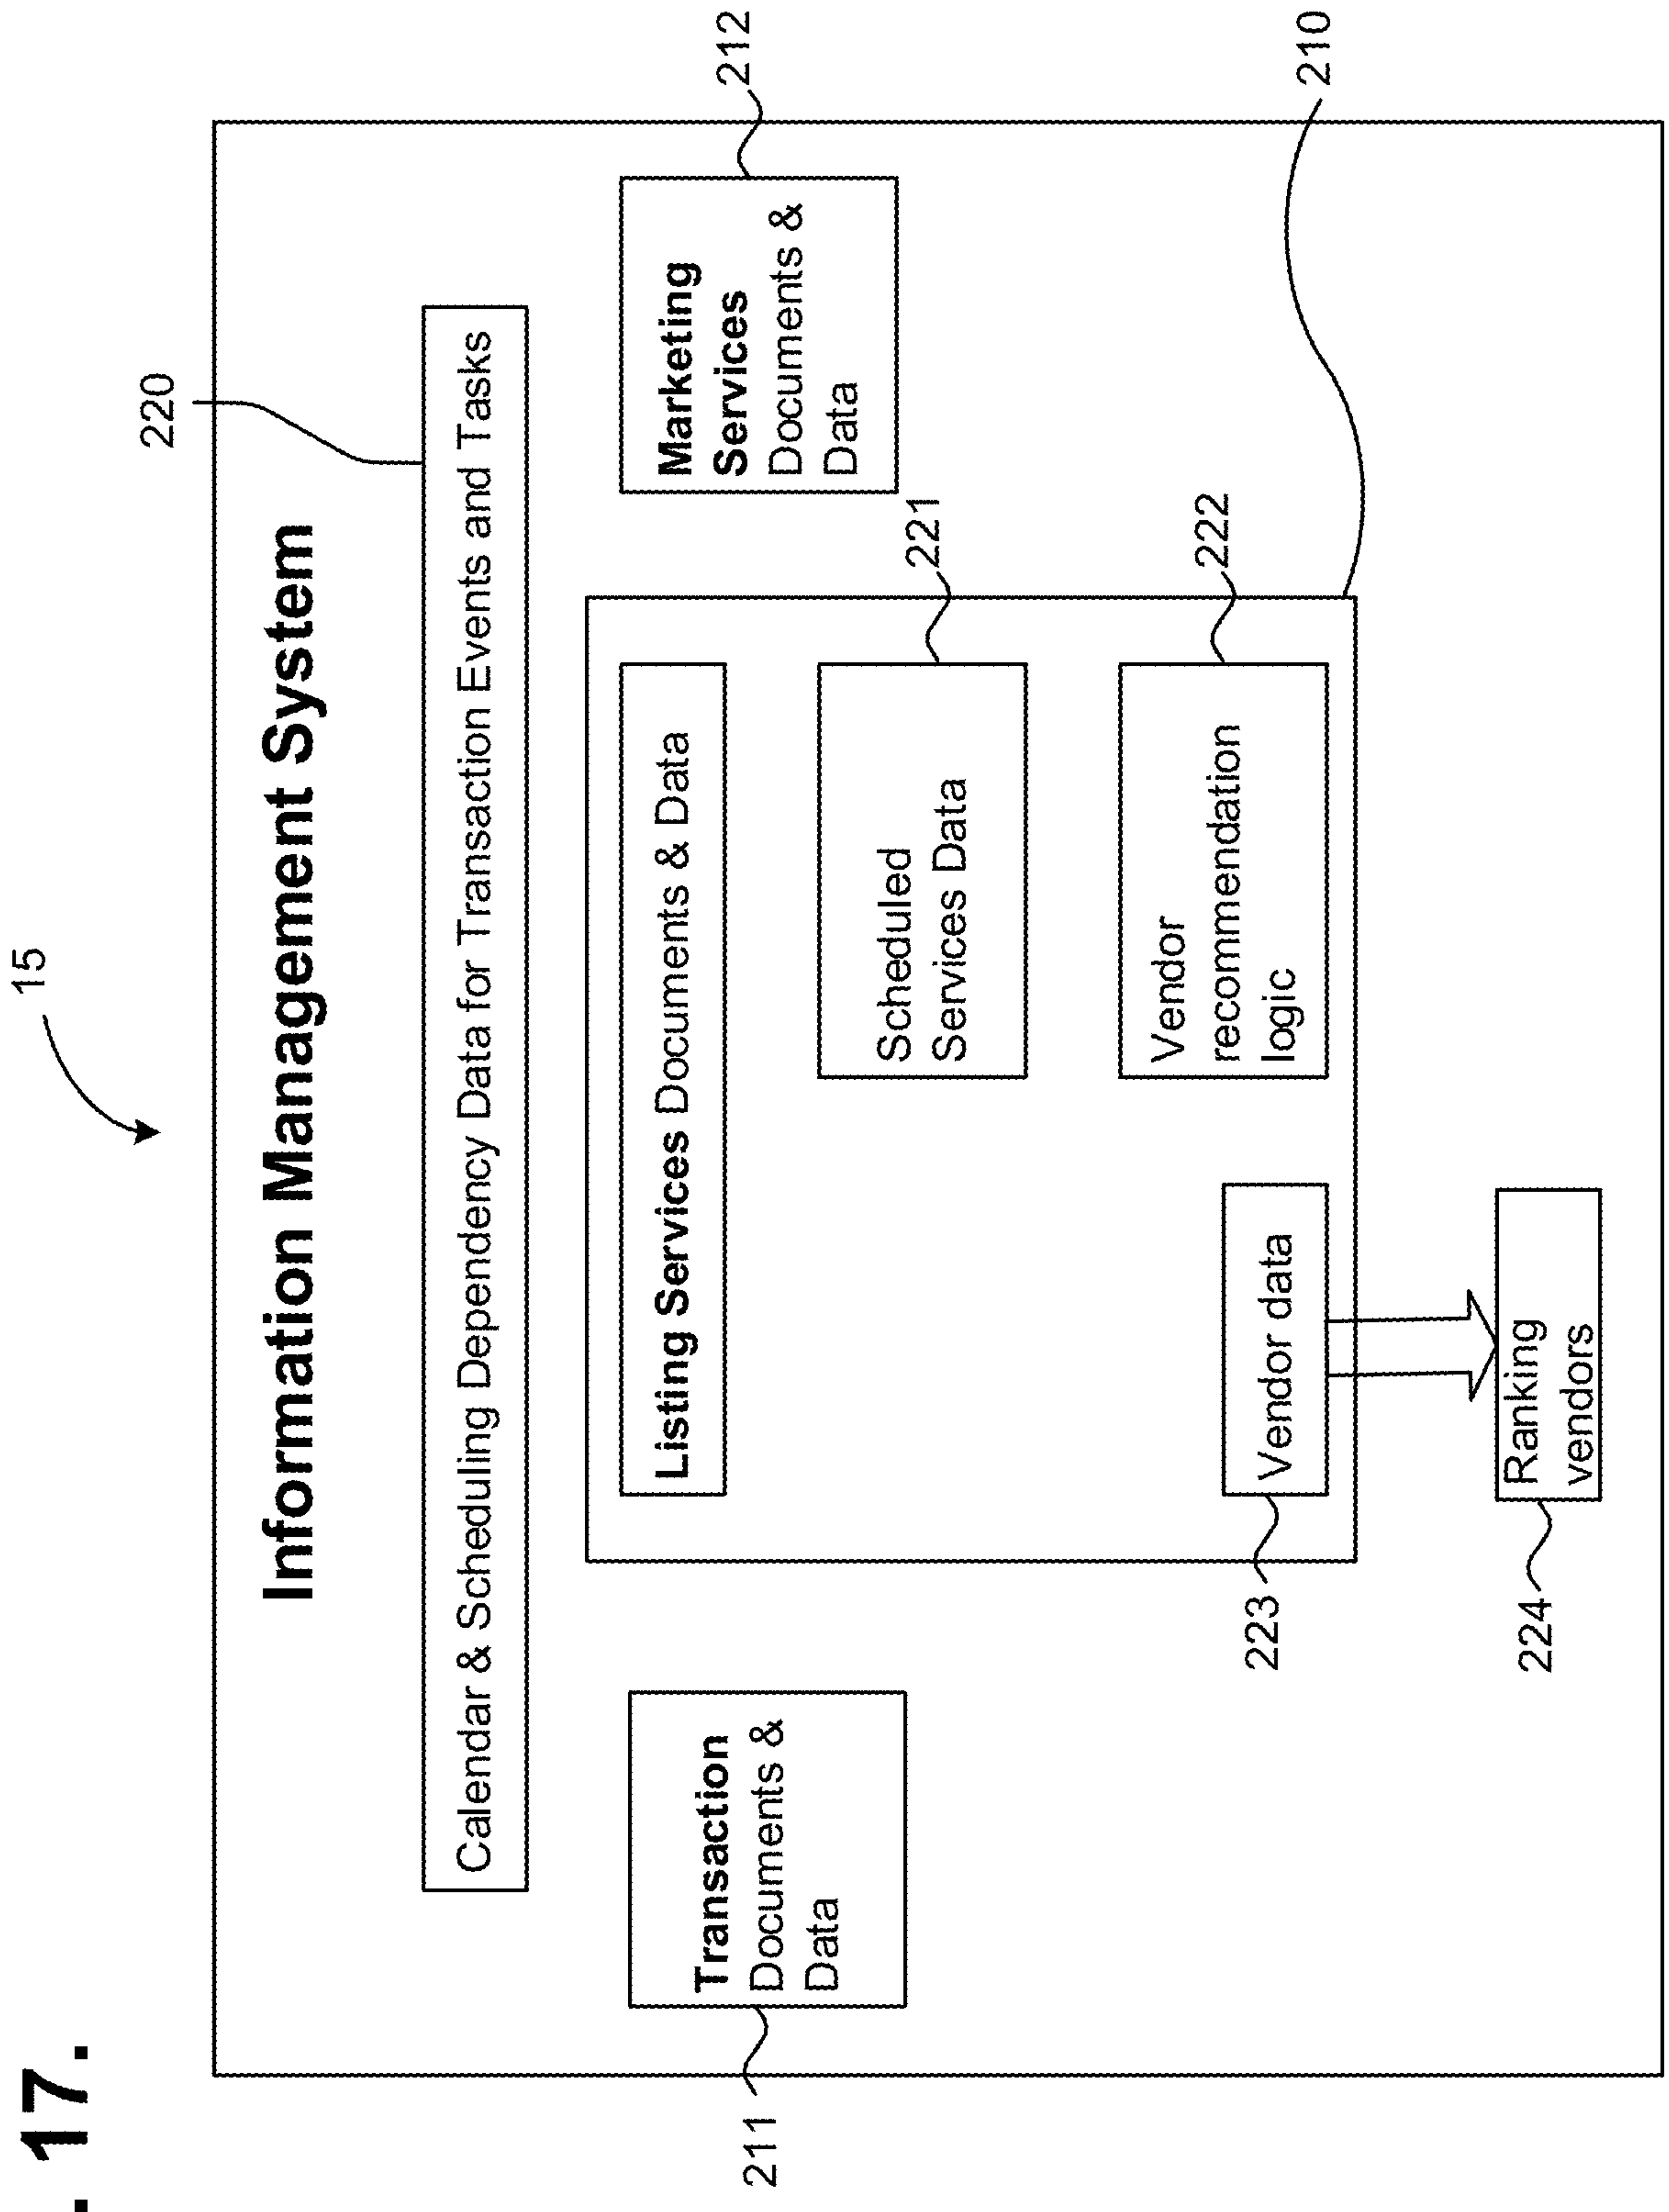 . 17.
15
Information Management System
220
Calendar & Scheduling Dependency Data for Transaction Events and Tasks
211
Transaction
Documents &
Data
Listing Services Documents & Data
Scheduled
Services Data
221
Vendor
recommendation
logic
222
223
Vendor data
224
Ranking
vendors
Marketing
Services
Documents &
Data
212
210